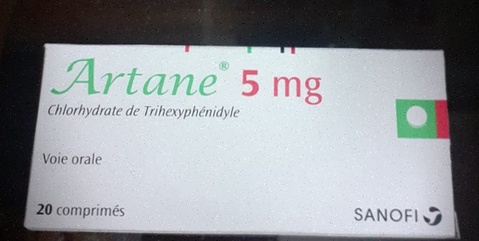 Artane® 5 mg
Chlorhydrate de Trihexyphénidyle
Voie orale
20 comprimés
SANOFI